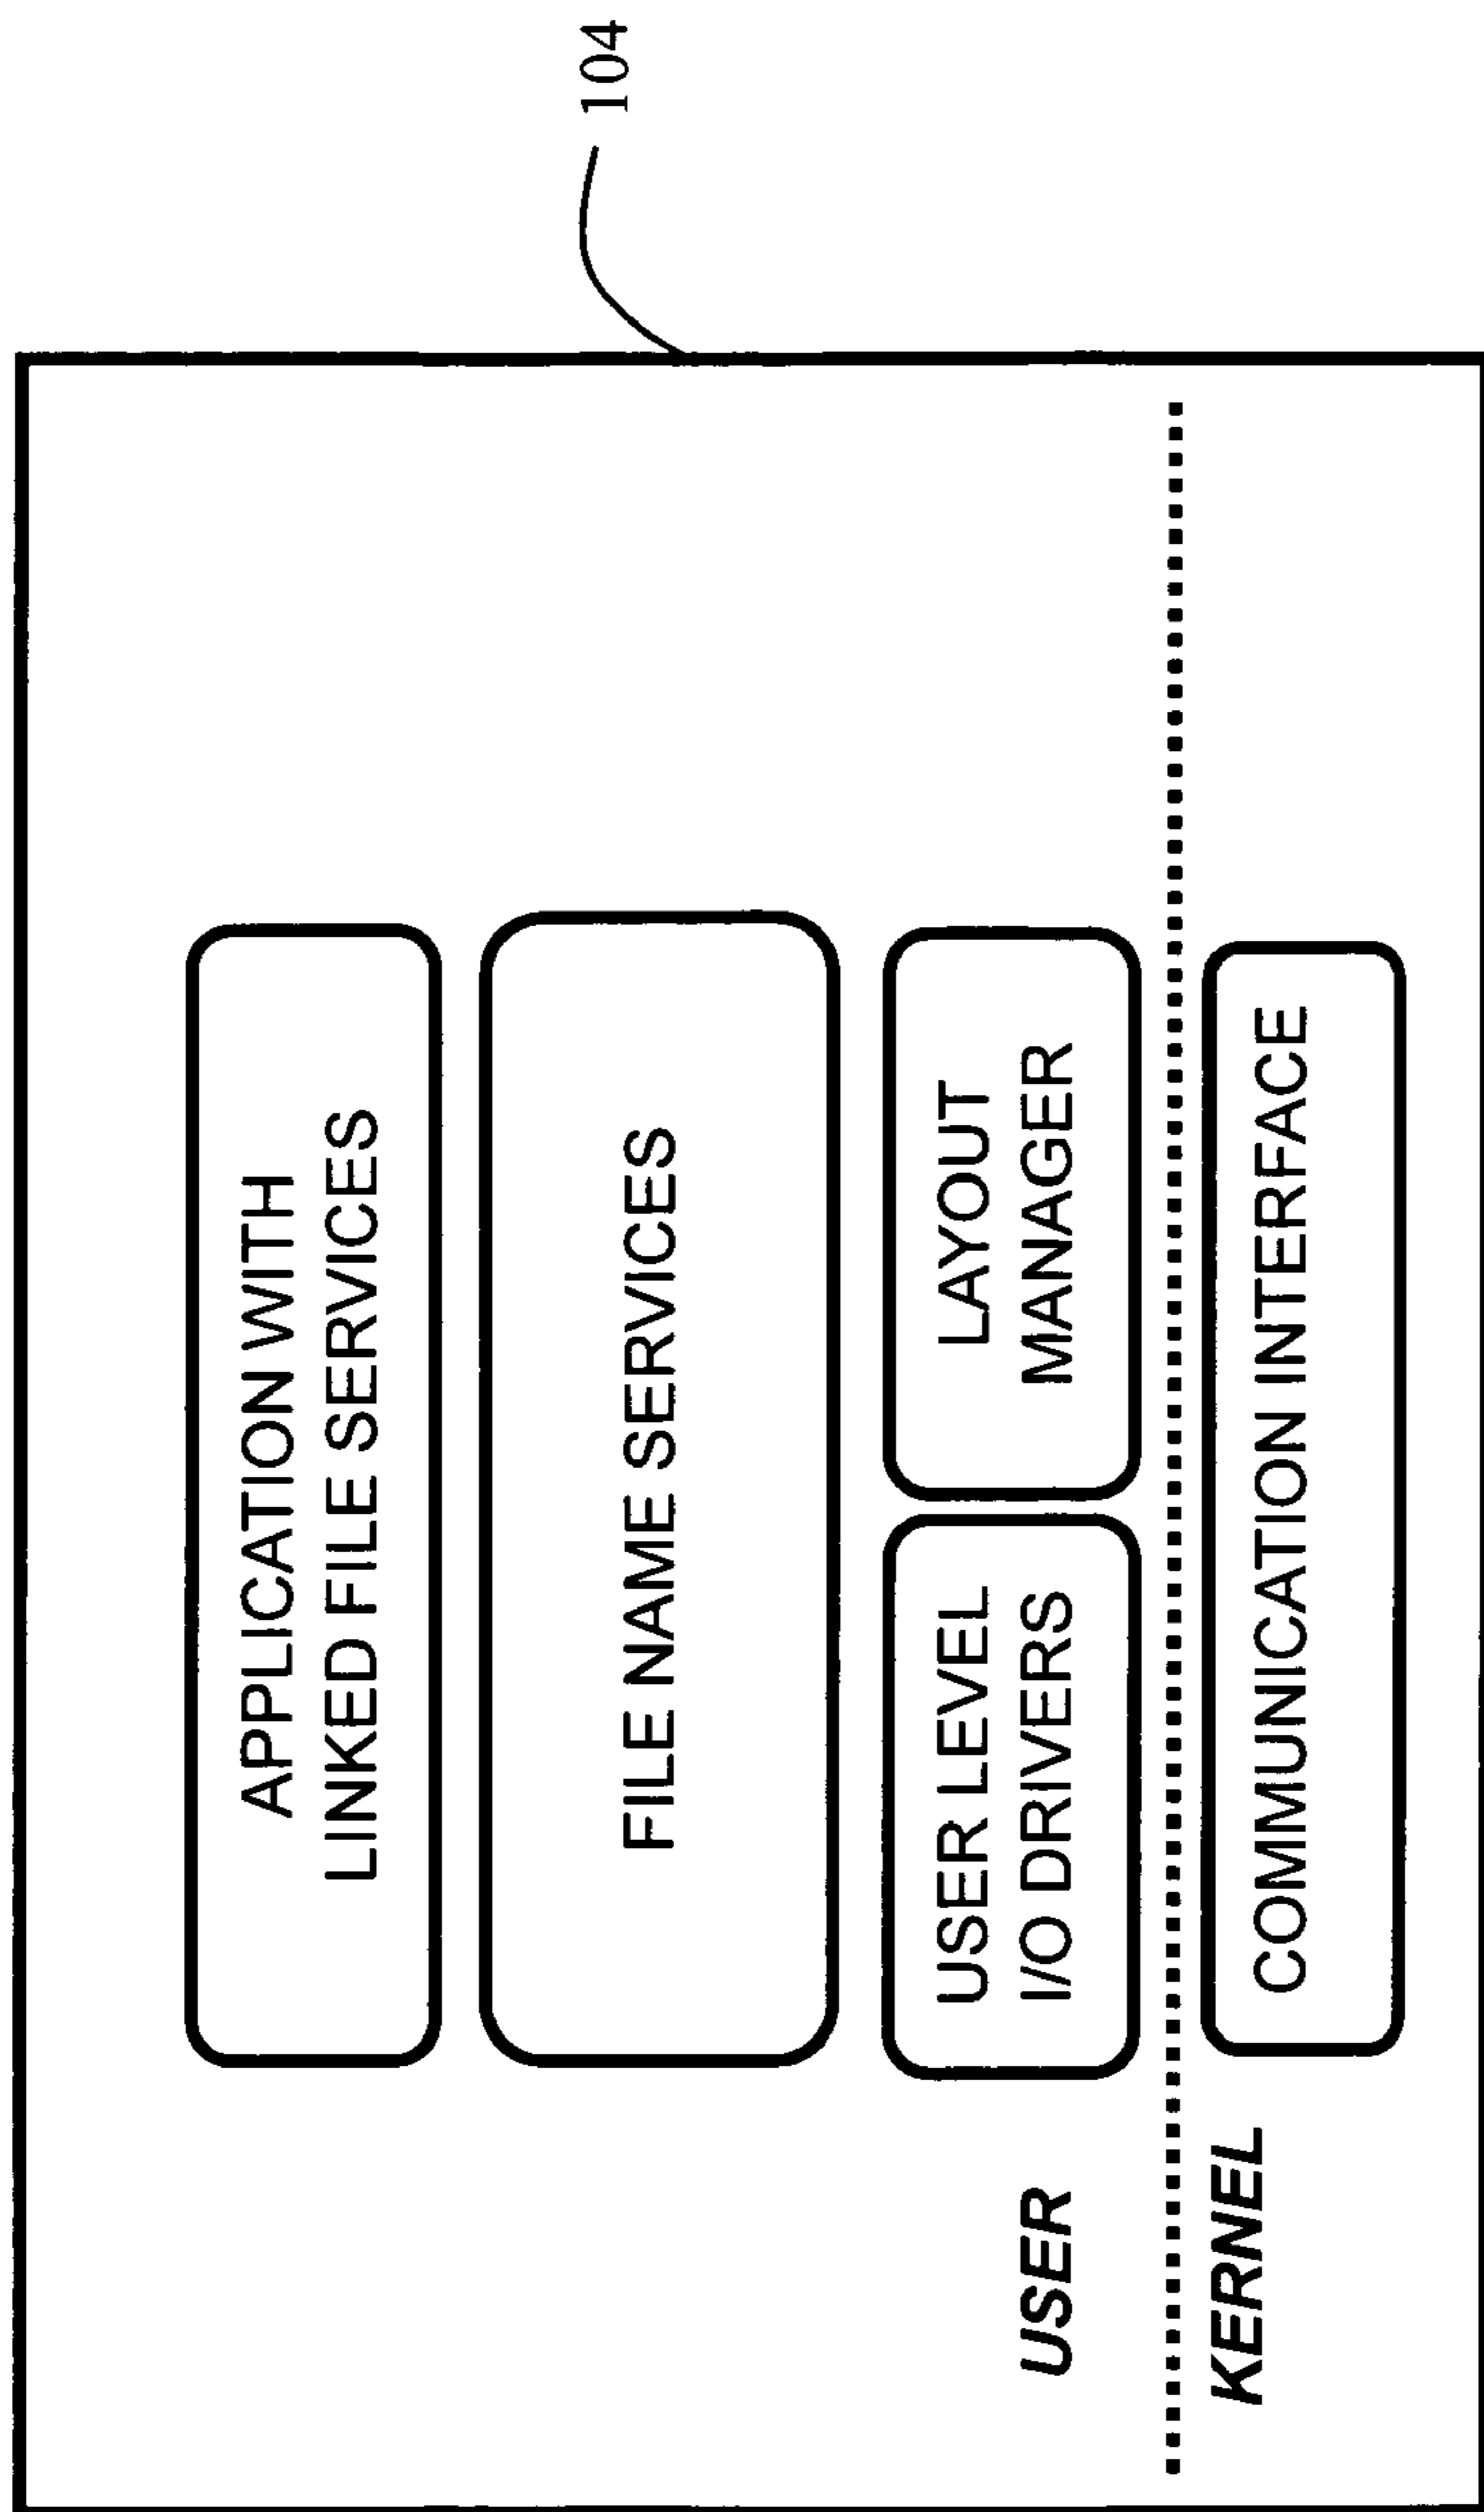 104
APPLICATION WITH
LINKED FILE SERVICES
FILE NAME SERVICES
USER LEVEL
I/O DRIVERS
LAYOUT
MANAGER
USER
KERNEL
COMMUNICATION INTERFACE